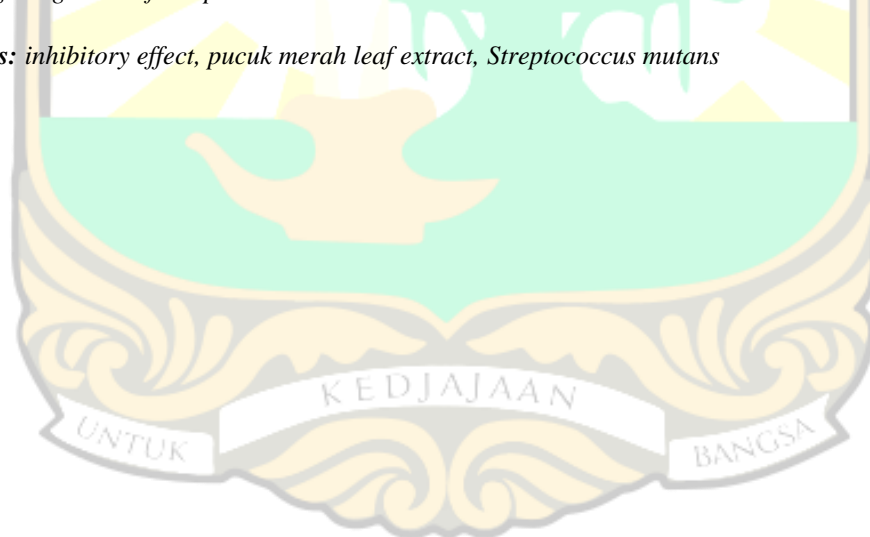 s: inhibitory effect, pucuk merah leaf extract, Streptococcus mutans
UNTUK KEDJAJAAN BANGSA